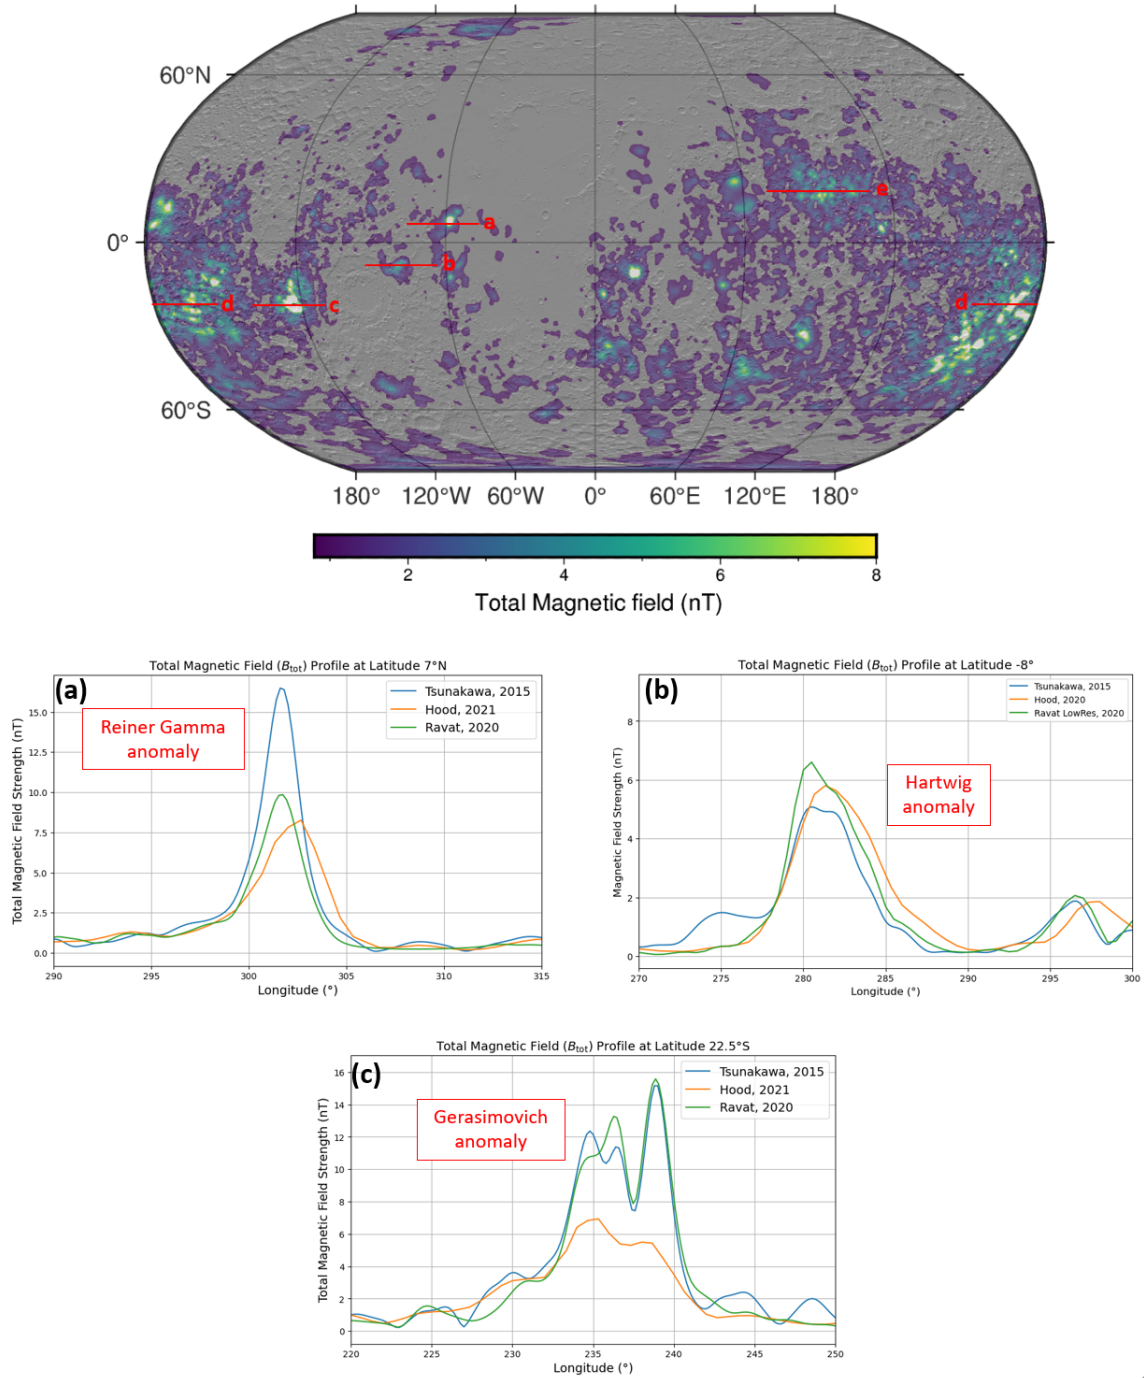 60°N
0°
60°S
a
b
c
d
d
e
180° 120°W 60°W 0° 60°E 120°E 180°
2 4 6 8
Total Magnetic field (nT)
Total Magnetic Field (Btot) Profile at Latitude 7°N
(a)
Reiner Gamma
anomaly
Tsunakawa, 2015
Hood, 2021
Ravat, 2020
Total Magnetic Field Strength (nT)
15.0
12.5
10.0
7.5
5.0
2.5
0.0
290 295 300 305 310 315
Longitude (°)
Total Magnetic Field (Btot) Profile at Latitude -8°
(b)
Tsunakawa, 2015
Hood, 2020
Ravat LowRes, 2020
Hartwig
anomaly
Magnetic Field Strength (nT)
8
6
4
2
0
270 275 280 285 290 295 300
Longitude (°)
Total Magnetic Field (Btot) Profile at Latitude 22.5°S
(c)
Gerasimovich
anomaly
Tsunakawa, 2015
Hood, 2021
Ravat, 2020
Total Magnetic Field Strength (nT)
16
14
12
10
8
6
4
2
0
220 225 230 235 240 245 250
Longitude (°)